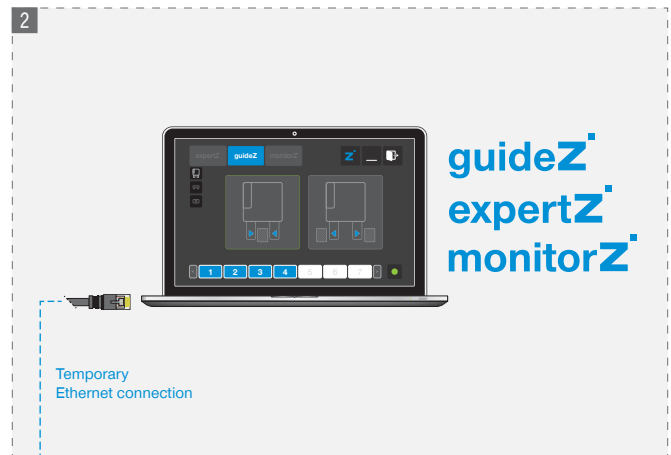 2
expertZ guideZ monitorZ Z
1 2 3 4 5 6 7
guideZ
expertZ
monitorZ
Temporary
Ethernet connection